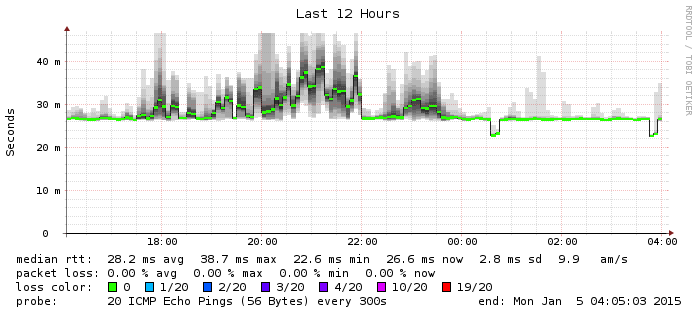 Last 12 Hours
RRDTOOL / TOBI OETIKER
Seconds
40 m
30 m
20 m
10 m
0
18:00 20:00 22:00 00:00 02:00 04:00
median rtt: 28.2 ms avg 38.7 ms max 22.6 ms min 26.6 ms now 2.8 ms sd 9.9 am/s
packet loss: 0.00 % avg 0.00 % max 0.00 % min 0.00 % now
loss color: 0 1/20 2/20 3/20 4/20 10/20 19/20
probe: 20 ICMP Echo Pings (56 Bytes) every 300s end: Mon Jan 5 04:05:03 2015